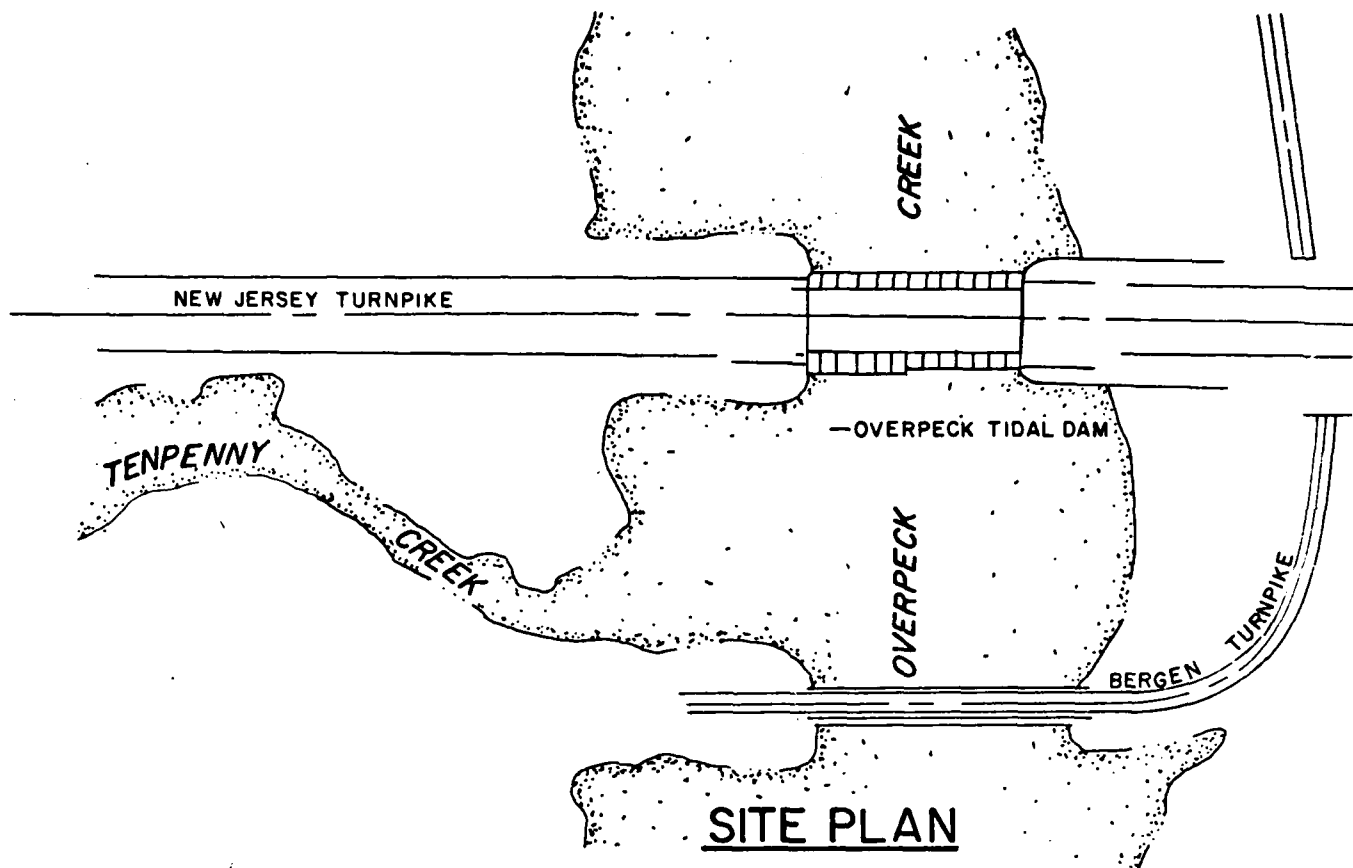 CREEK
NEW JERSEY TURNPIKE
OVERPECK TIDAL DAM
TENPENNY
CREEK
OVERPECK
BERGEN TURNPIKE
SITE PLAN